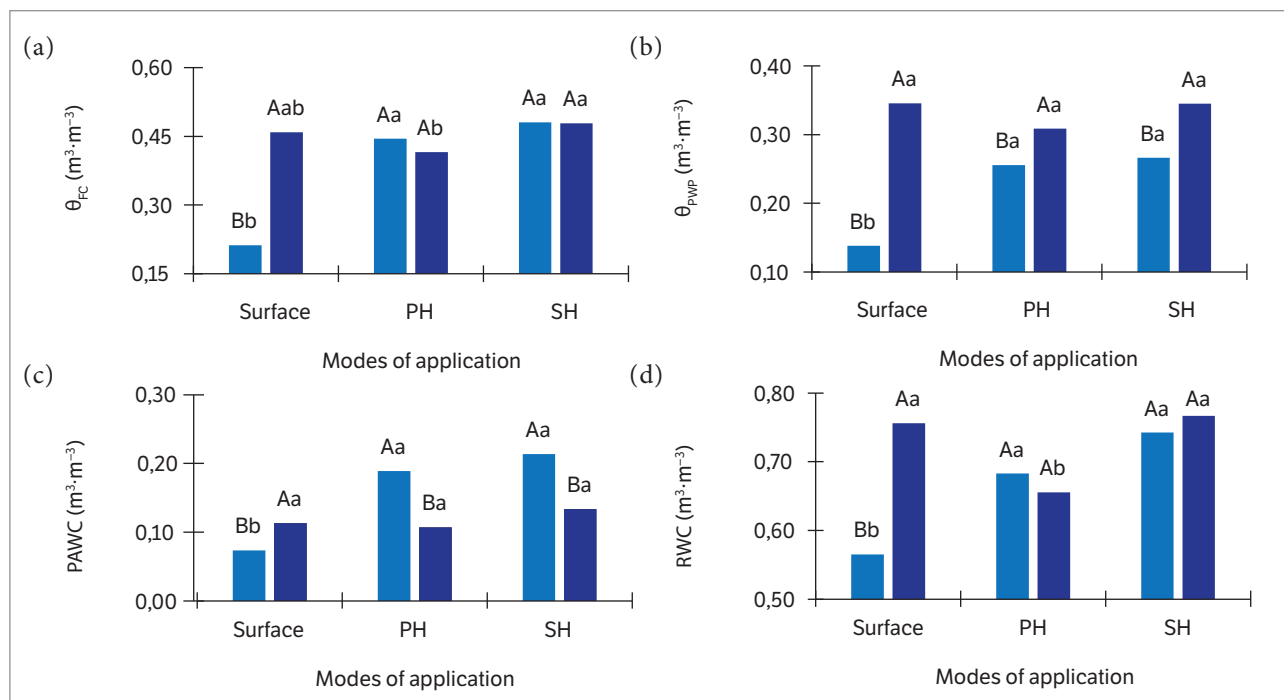 (a)
θFC (m³·m⁻³)
0,60
0,45
0,30
0,15
Bb
Aab
Aa
Ab
Aa
Aa
Surface PH SH
Modes of application
(b)
θPWP (m³·m⁻³)
0,40
0,30
0,20
0,10
Bb
Aa
Ba
Aa
Ba
Aa
Surface PH SH
Modes of application
(c)
PAWC (m³·m⁻³)
0,30
0,20
0,10
0,00
Bb
Aa
Aa
Ba
Aa
Ba
Surface PH SH
Modes of application
(d)
RWC (m³·m⁻³)
0,80
0,70
0,60
0,50
Bb
Aa
Aa
Ab
Aa
Aa
Surface PH SH
Modes of application